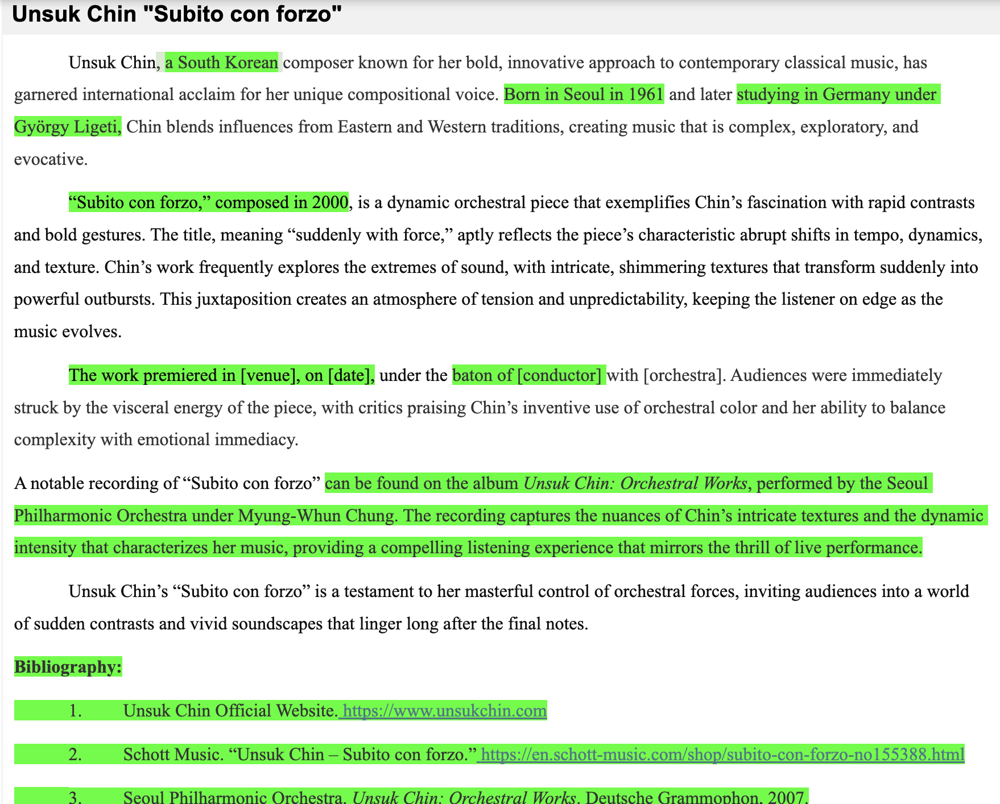 Unsuk Chin "Subito con forzo"
Unsuk Chin, a South Korean composer known for her bold, innovative approach to contemporary classical music, has
garnered international acclaim for her unique compositional voice. Born in Seoul in 1961 and later studying in Germany under
György Ligeti, Chin blends influences from Eastern and Western traditions, creating music that is complex, exploratory, and
evocative.
“Subito con forzo,” composed in 2000, is a dynamic orchestral piece that exemplifies Chin’s fascination with rapid contrasts
and bold gestures. The title, meaning “suddenly with force,” aptly reflects the piece’s characteristic abrupt shifts in tempo, dynamics,
and texture. Chin’s work frequently explores the extremes of sound, with intricate, shimmering textures that transform suddenly into
powerful outbursts. This juxtaposition creates an atmosphere of tension and unpredictability, keeping the listener on edge as the
music evolves.
The work premiered in [venue], on [date], under the baton of [conductor] with [orchestra]. Audiences were immediately
struck by the visceral energy of the piece, with critics praising Chin’s inventive use of orchestral color and her ability to balance
complexity with emotional immediacy.
A notable recording of “Subito con forzo” can be found on the album Unsuk Chin: Orchestral Works, performed by the Seoul
Philharmonic Orchestra under Myung-Whun Chung. The recording captures the nuances of Chin’s intricate textures and the dynamic
intensity that characterizes her music, providing a compelling listening experience that mirrors the thrill of live performance.
Unsuk Chin’s “Subito con forzo” is a testament to her masterful control of orchestral forces, inviting audiences into a world
of sudden contrasts and vivid soundscapes that linger long after the final notes.
Bibliography:
1. Unsuk Chin Official Website. https://www.unsukchin.com
2. Schott Music. “Unsuk Chin – Subito con forzo.” https://en.schott-music.com/shop/subito-con-forzo-no155388.html
3. Seoul Philharmonic Orchestra. Unsuk Chin: Orchestral Works. Deutsche Grammophon, 2007.